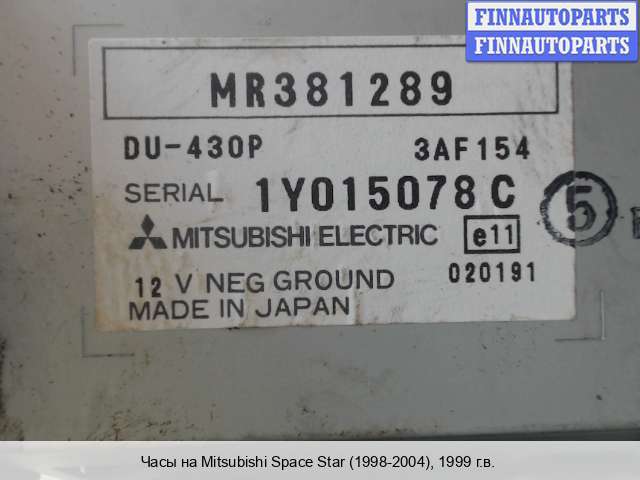 FINNAUTOPARTS
FINNAUTOPARTS
MR381289
DU-430P 3AF154
SERIAL 1Y015078C 5
MITSUBISHI ELECTRIC e11
12 V NEG GROUND 020191
MADE IN JAPAN
Часы на Mitsubishi Space Star (1998-2004), 1999 г.в.